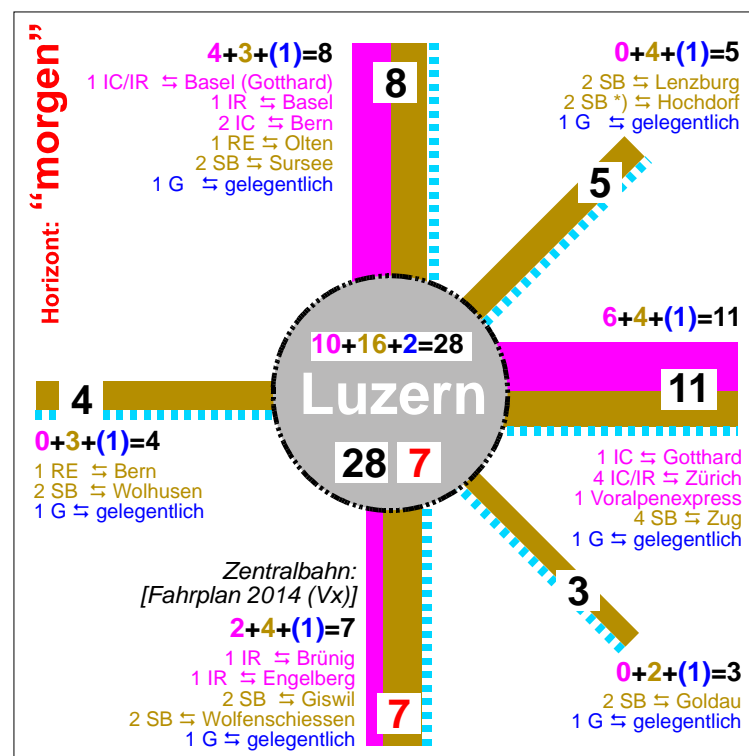 Horizont: “morgen”
4+3+(1)=8
1 IC/IR ⇆ Basel (Gotthard)
1 IR ⇆ Basel
2 IC ⇆ Bern
1 RE ⇆ Olten
2 SB ⇆ Sursee
1 G ⇆ gelegentlich
8
0+4+(1)=5
2 SB ⇆ Lenzburg
2 SB *) ⇆ Hochdorf
1 G ⇆ gelegentlich
5
6+4+(1)=11
11
1 IC ⇆ Gotthard
4 IC/IR ⇆ Zürich
1 Voralpenexpress
4 SB ⇆ Zug
1 G ⇆ gelegentlich
10+16+2=28
Luzern
28 7
4
0+3+(1)=4
1 RE ⇆ Bern
2 SB ⇆ Wolhusen
1 G ⇆ gelegentlich
Zentralbahn:
[Fahrplan 2014 (Vx)]
2+4+(1)=7
1 IR ⇆ Brünig
1 IR ⇆ Engelberg
2 SB ⇆ Giswil
2 SB ⇆ Wolfenschiessen
1 G ⇆ gelegentlich
7
3
0+2+(1)=3
2 SB ⇆ Goldau
1 G ⇆ gelegentlich